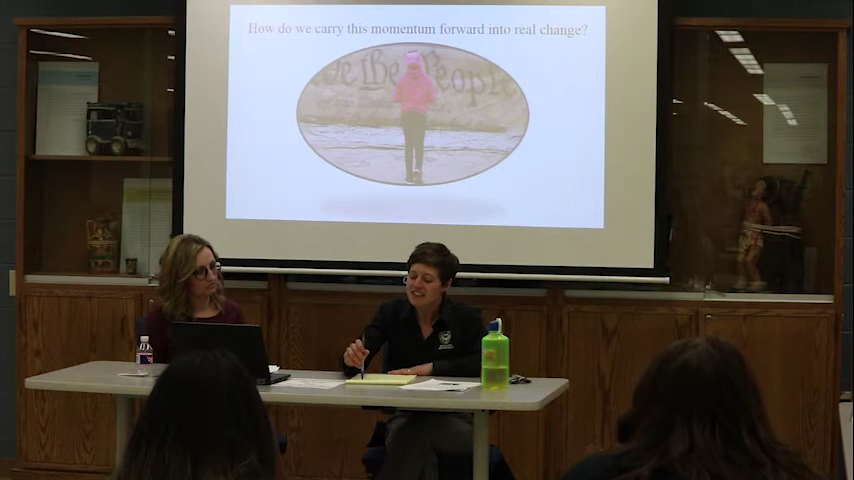 How do we carry this momentum forward into real change?
We the People